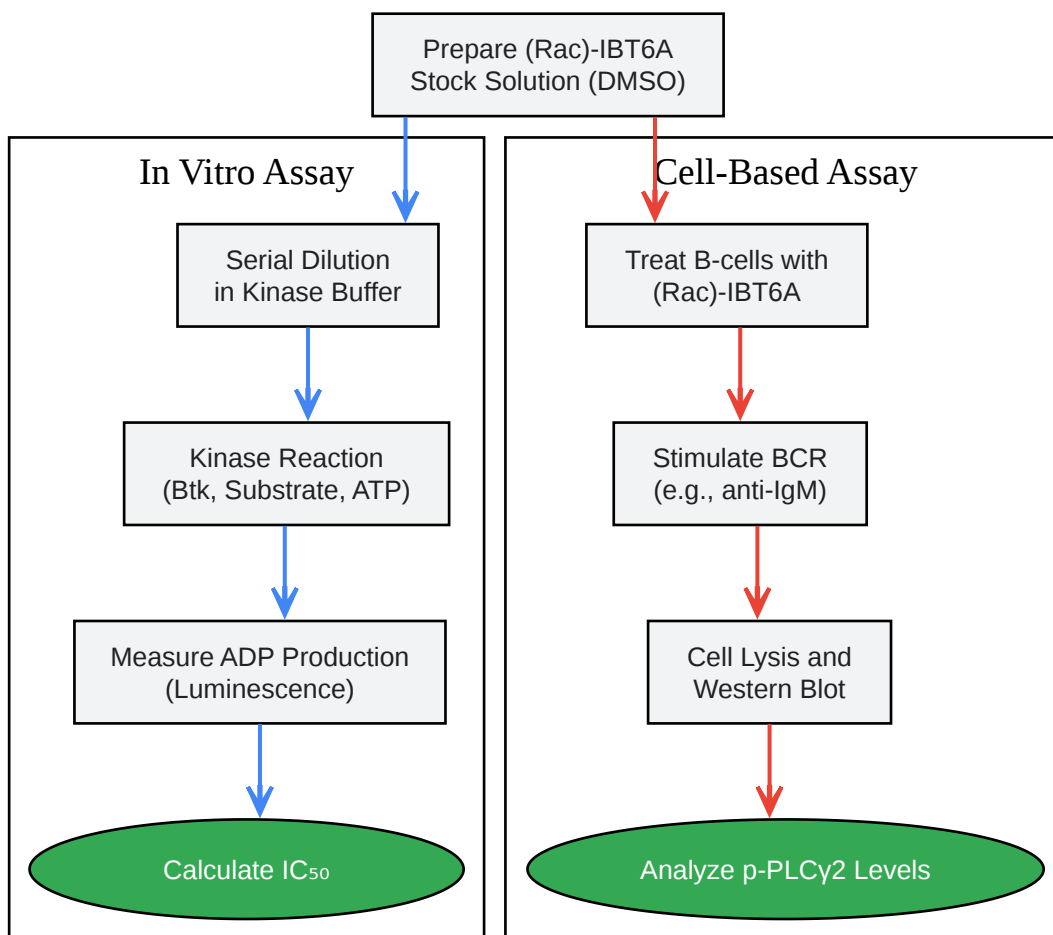 Prepare (Rac)-IBT6A
Stock Solution (DMSO)
In Vitro Assay
Serial Dilution
in Kinase Buffer
Kinase Reaction
(Btk, Substrate, ATP)
Measure ADP Production
(Luminescence)
Calculate IC₅₀
Cell-Based Assay
Treat B-cells with
(Rac)-IBT6A
Stimulate BCR
(e.g., anti-IgM)
Cell Lysis and
Western Blot
Analyze p-PLCγ2 Levels